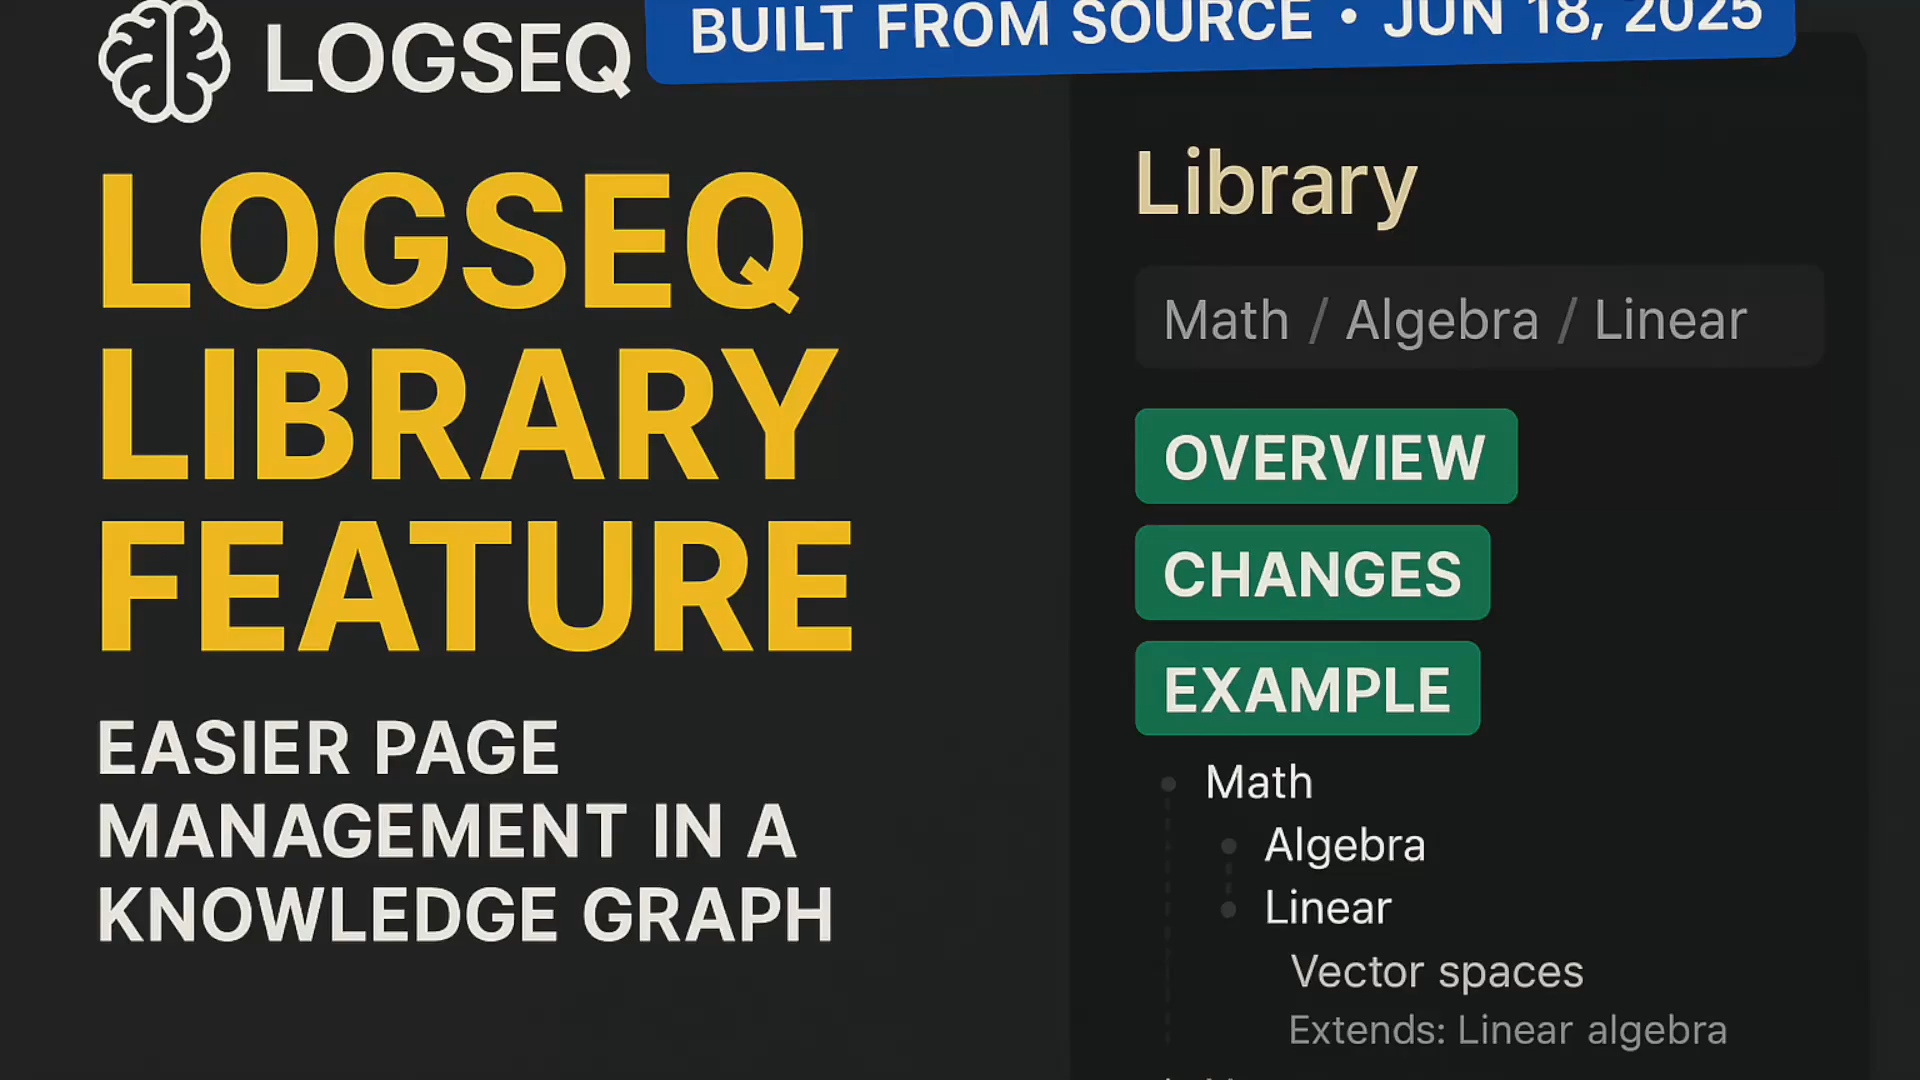 LOGSEQ
BUILT FROM SOURCE • JUN 18, 2025
LOGSEQ
LIBRARY
FEATURE
EASIER PAGE
MANAGEMENT IN A
KNOWLEDGE GRAPH
Library
Math / Algebra / Linear
OVERVIEW
CHANGES
EXAMPLE
Math
Algebra
Linear
Vector spaces
Extends: Linear algebra